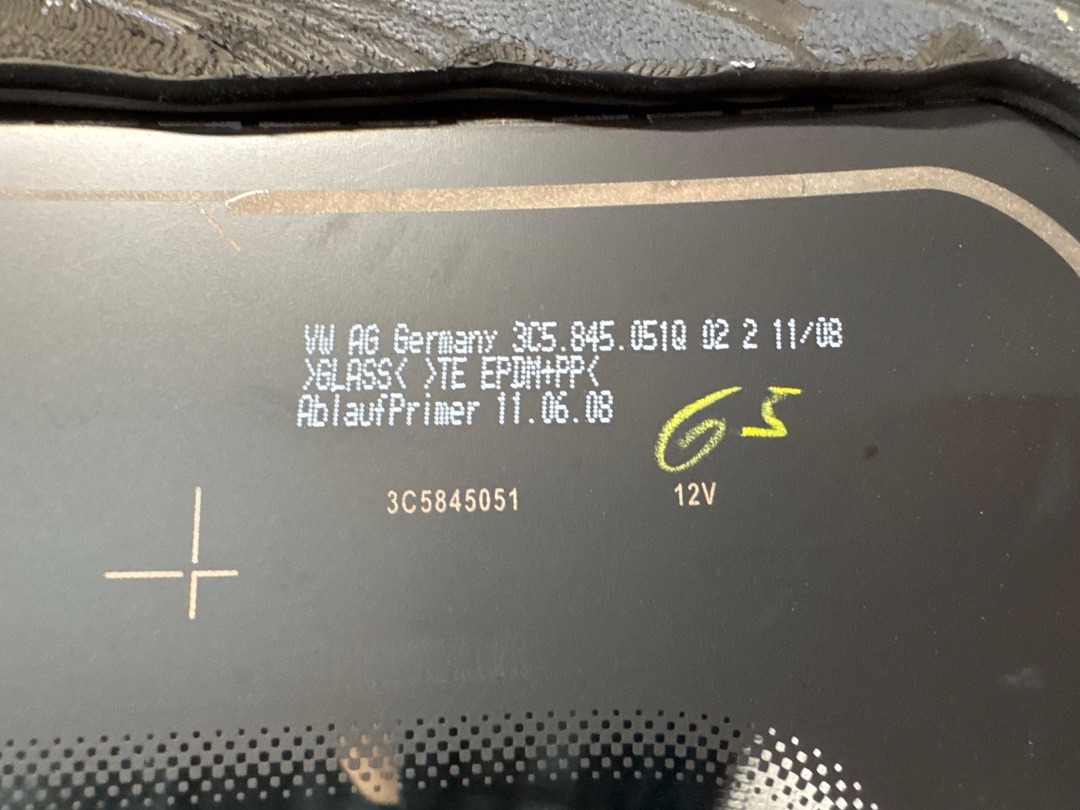 VW AG Germany 3C5.845.051Q 02 2 11/08
>GLASS< >TE EPDM+PP<
AblaufPrimer 11.06.08
65
3C5845051
12V